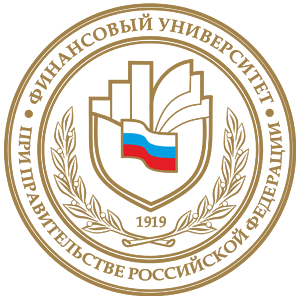 ФИНАНСОВЫЙ УНИВЕРСИТЕТ
ПРИ ПРАВИТЕЛЬСТВЕ РОССИЙСКОЙ ФЕДЕРАЦИИ
1919